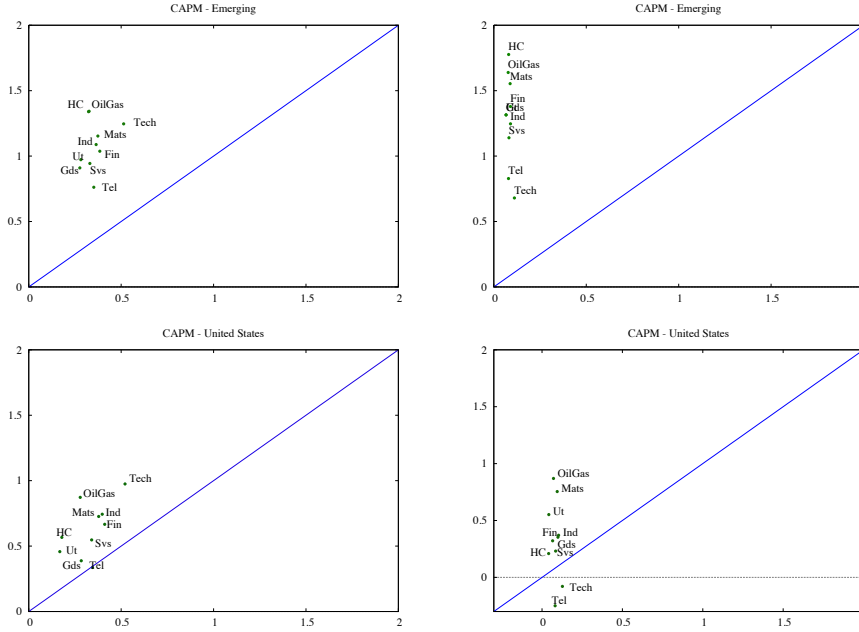 CAPM - Emerging
2
1.5
1
0.5
0
0
0.5
1
1.5
2
HC
OilGas
Tech
Mats
Ind
Fin
Ut
Gds
Svs
Tel
CAPM - Emerging
2
1.5
1
0.5
0
0
0.5
1
1.5
HC
OilGas
Mats
Fin
Gds
Ind
Svs
Tel
Tech
CAPM - United States
2
1.5
1
0.5
0
0
0.5
1
1.5
2
Tech
OilGas
Mats
Ind
Fin
HC
Svs
Ut
Gds
Tel
CAPM - United States
2
1.5
1
0.5
0
0
0.5
1
1.5
2
OilGas
Mats
Ut
Fin
Ind
Gds
HC
Svs
Tech
Tel